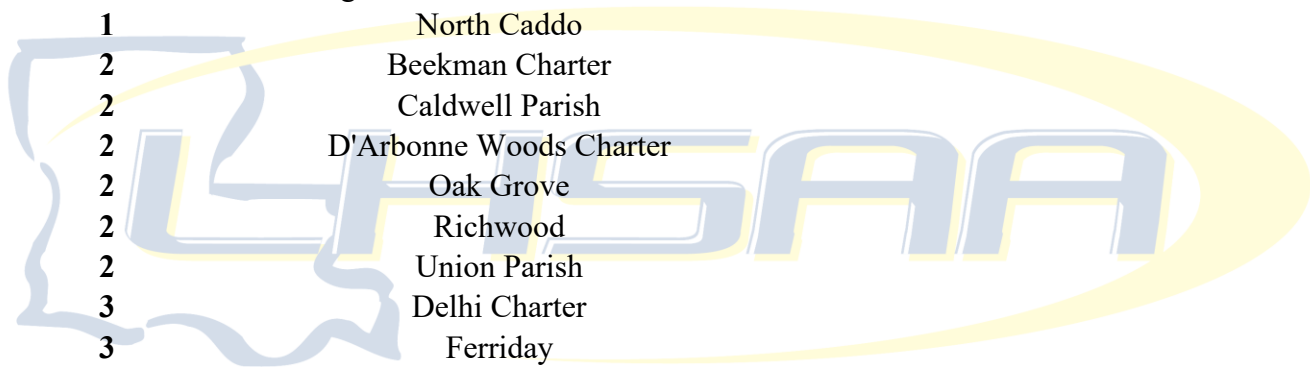 1 North Caddo
2 Beekman Charter
2 Caldwell Parish
2 D'Arbonne Woods Charter
2 Oak Grove
2 Richwood
2 Union Parish
3 Delhi Charter
3 Ferriday
LHSAA